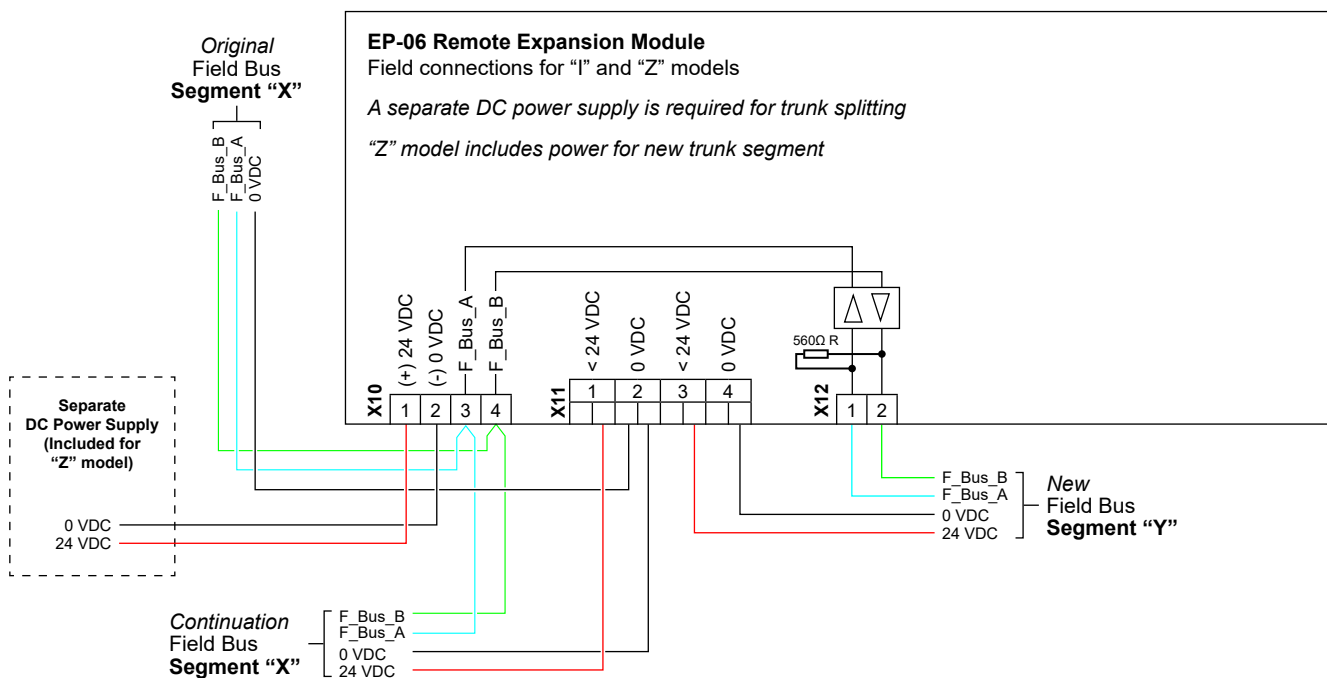 EP-06 Remote Expansion Module
Field connections for “I” and “Z” models
A separate DC power supply is required for trunk splitting
“Z” model includes power for new trunk segment
Original
Field Bus
Segment “X”
F_Bus_B
F_Bus_A
0 VDC
(+) 24 VDC
(-) 0 VDC
F_Bus_A
F_Bus_B
< 24 VDC
0 VDC
< 24 VDC
0 VDC
560Ω R
X10
1
2
3
4
X11
1
2
3
4
X12
1
2
Separate
DC Power Supply
(Included for
“Z” model)
0 VDC
24 VDC
F_Bus_B
F_Bus_A
0 VDC
24 VDC
New
Field Bus
Segment “Y”
Continuation
Field Bus
Segment “X”
F_Bus_B
F_Bus_A
0 VDC
24 VDC